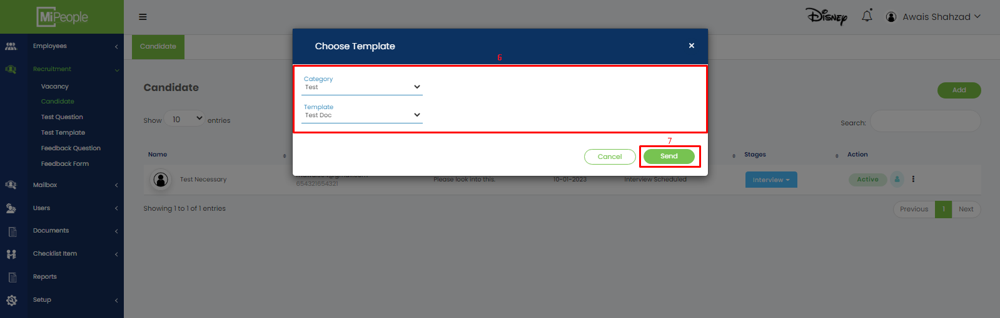 MiPeople
Disney
Awais Shahzad
Employees
Recruitment
Vacancy
Candidate
Test Question
Test Template
Feedback Question
Feedback Form
Mailbox
Users
Documents
Checklist Item
Reports
Setup
Candidate
Candidate
Add
Show 10 entries
Search:
Name
Stages
Action
Test Necessary
654321654321
Please look into this.
10-01-2023
Interview Scheduled
Interview
Active
Showing 1 to 1 of 1 entries
Previous 1 Next
Choose Template
×
6
Category
Test
Template
Test Doc
7
Cancel
Send